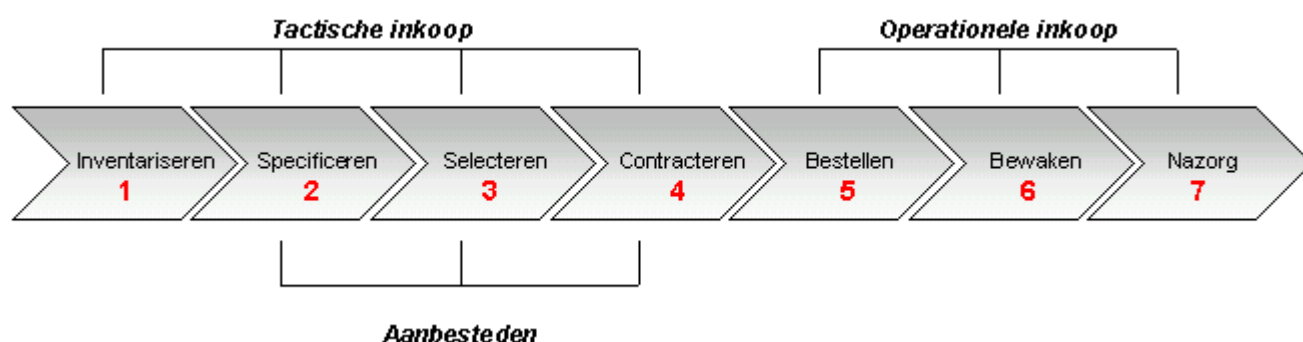 Tactische inkoop
Operationele inkoop
Inventariseren
1
Specificeren
2
Selecteren
3
Contracteren
4
Bestellen
5
Bewaken
6
Nazorg
7
Aanbesteden